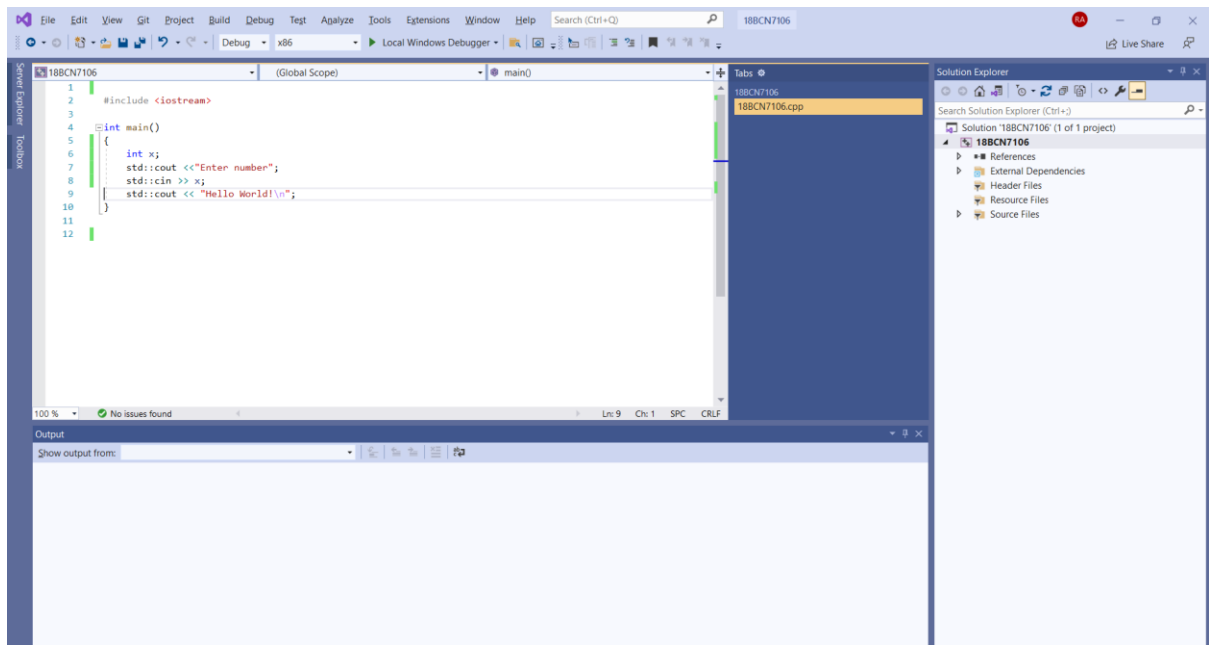 File Edit View Git Project Build Debug Test Analyze Tools Extensions Window Help Search (Ctrl+Q) 18BCN7106 RA
Debug x86 Local Windows Debugger Live Share
Server Explorer
Toolbox
18BCN7106 (Global Scope) main()
1
2 #include <iostream>
3
4 int main()
5 {
6 int x;
7 std::cout <<"Enter number";
8 std::cin >> x;
9 std::cout << "Hello World!\n";
10 }
11
12
100 % No issues found Ln: 9 Ch: 1 SPC CRLF
Tabs
18BCN7106
18BCN7106.cpp
Solution Explorer
Search Solution Explorer (Ctrl+;)
Solution '18BCN7106' (1 of 1 project)
18BCN7106
References
External Dependencies
Header Files
Resource Files
Source Files
Output
Show output from: